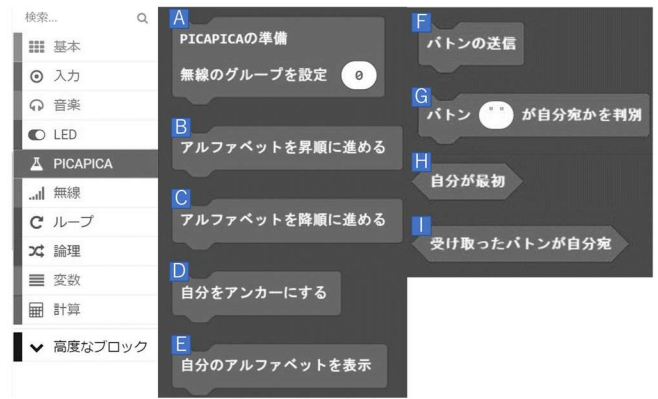 検索...
基本
入力
音楽
LED
PICAPICA
無線
ループ
論理
変数
計算
高度なブロック
A
PICAPICAの準備
無線のグループを設定 0
B
アルファベットを昇順に進める
C
アルファベットを降順に進める
D
自分をアンカーにする
E
自分のアルファベットを表示
F
バトンの送信
G
バトン " " が自分宛かを判別
H
自分が最初
I
受け取ったバトンが自分宛